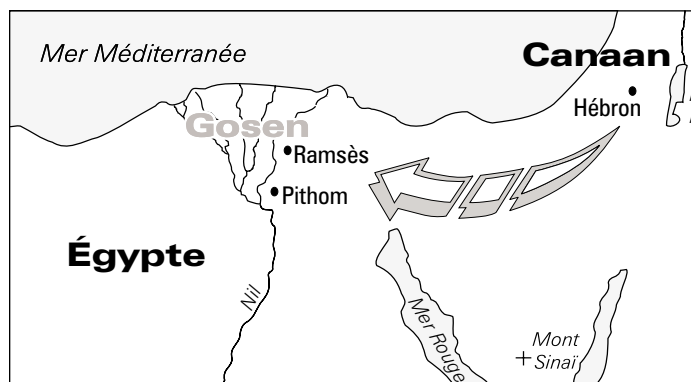 Mer Méditerranée
Canaan
Hébron
Gosen
Ramsès
Pithom
Égypte
Nil
Mer Rouge
Mont
Sinaï